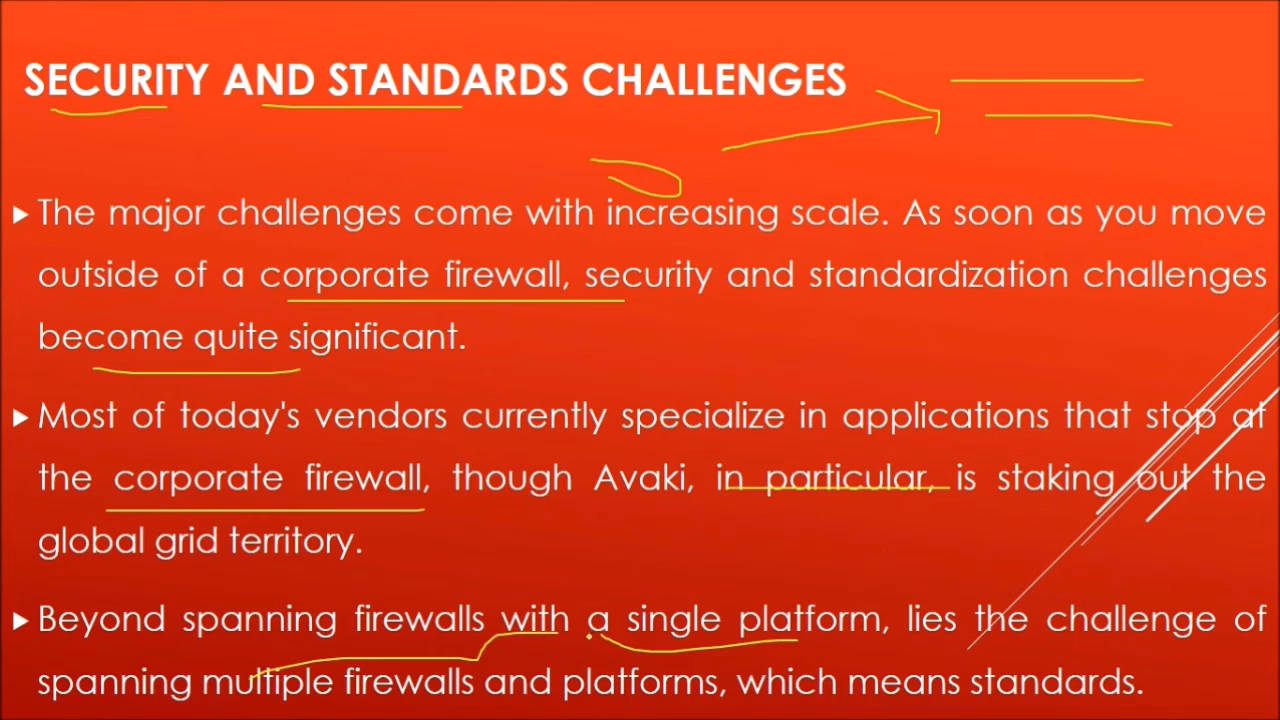 SECURITY AND STANDARDS CHALLENGES
The major challenges come with increasing scale. As soon as you move
outside of a corporate firewall, security and standardization challenges
become quite significant.
Most of today's vendors currently specialize in applications that stop at
the corporate firewall, though Avaki, in particular, is staking out the
global grid territory.
Beyond spanning firewalls with a single platform, lies the challenge of
spanning multiple firewalls and platforms, which means standards.